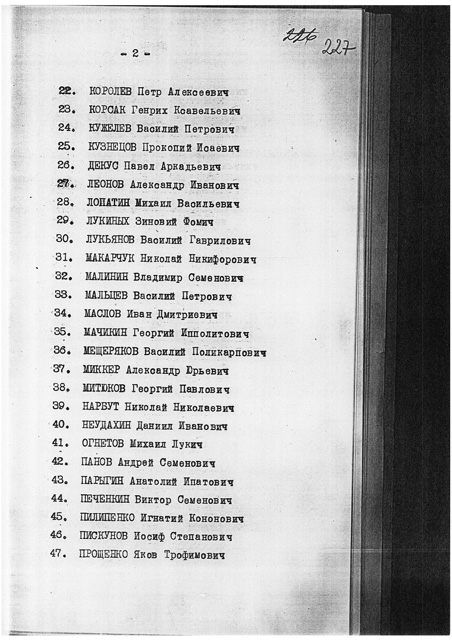 226
227
- 2 -
22. КОРОЛЕВ Петр Алексеевич
23. КОРСАК Генрих Ксавельевич
24. КУЖЕЛЕВ Василий Петрович
25. КУЗНЕЦОВ Прокопий Исаевич
26. ДЕКУС Павел Аркадьевич
27. ЛЕОНОВ Александр Иванович
28. ЛОПАТИН Михаил Васильевич
29. ЛУКИНЫХ Зиновий Фомич
30. ЛУКЬЯНОВ Василий Гаврилович
31. МАКАРЧУК Николай Никифорович
32. МАЛИНИН Владимир Семенович
33. МАЛЬЦЕВ Василий Петрович
34. МАСЛОВ Иван Дмитриевич
35. МАЧИКИН Георгий Ипполитович
36. МЕЩЕРЯКОВ Василий Поликарпович
37. МИККЕР Александр Юрьевич
38. МИТЮКОВ Георгий Павлович
39. НАРБУТ Николай Николаевич
40. НЕУДАХИН Даниил Иванович
41. ОГНЕТОВ Михаил Лукич
42. ПАНОВ Андрей Семенович
43. ПАРЫГИН Анатолий Ипатович
44. ПЕЧЕНКИН Виктор Семенович
45. ПИЛИПЕНКО Игнатий Кононович
46. ПИСКУНОВ Иосиф Степанович
47. ПРОЩЕНКО Яков Трофимович